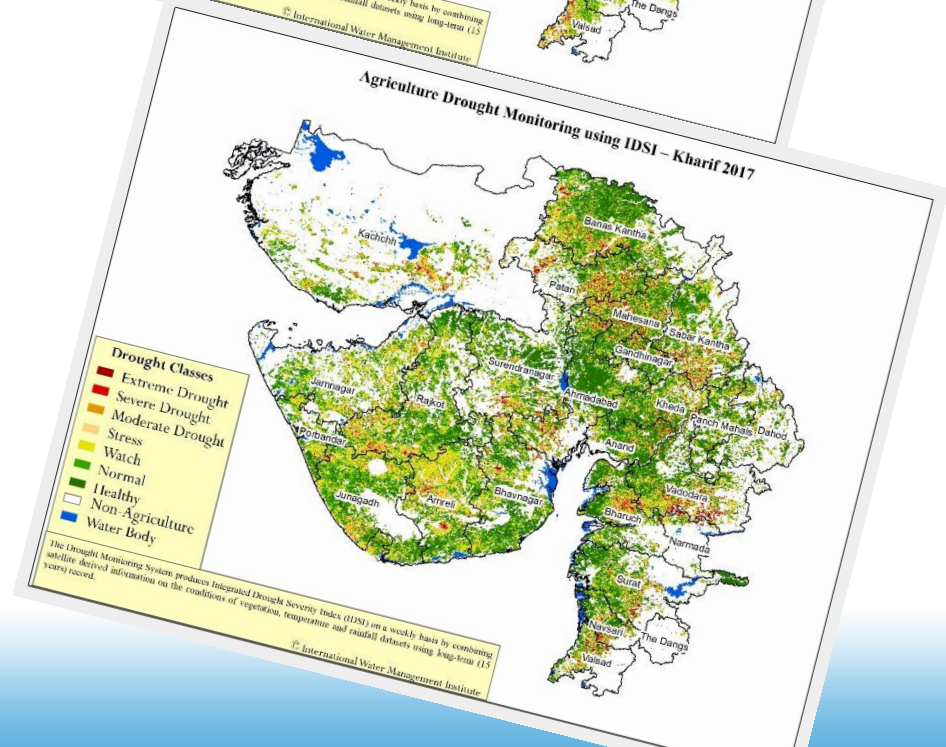 weekly basis by combining
rainfall datasets using long-term (15
© International Water Management Institute
The Dangs
Valsad
Agriculture Drought Monitoring using IDSI – Kharif 2017
Banas Kantha
Kachchh
Patan
Mahesana
Sabar Kantha
Gandhinagar
Surendranagar
Jamnagar
Ahmadabad
Rajkot
Kheda
Panch Mahals
Dahod
Porbandar
Anand
Vadodara
Junagadh
Amreli
Bhavnagar
Bharuch
Narmada
Surat
Navsari
The Dangs
Valsad
Drought Classes
Extreme Drought
Severe Drought
Moderate Drought
Stress
Watch
Normal
Healthy
Non-Agriculture
Water Body
The Drought Monitoring System produces Integrated Drought Severity Index (IDSI) on a weekly basis by combining
satellite derived information on the conditions of vegetation, temperature and rainfall datasets using long-term (15
years) record.
© International Water Management Institute